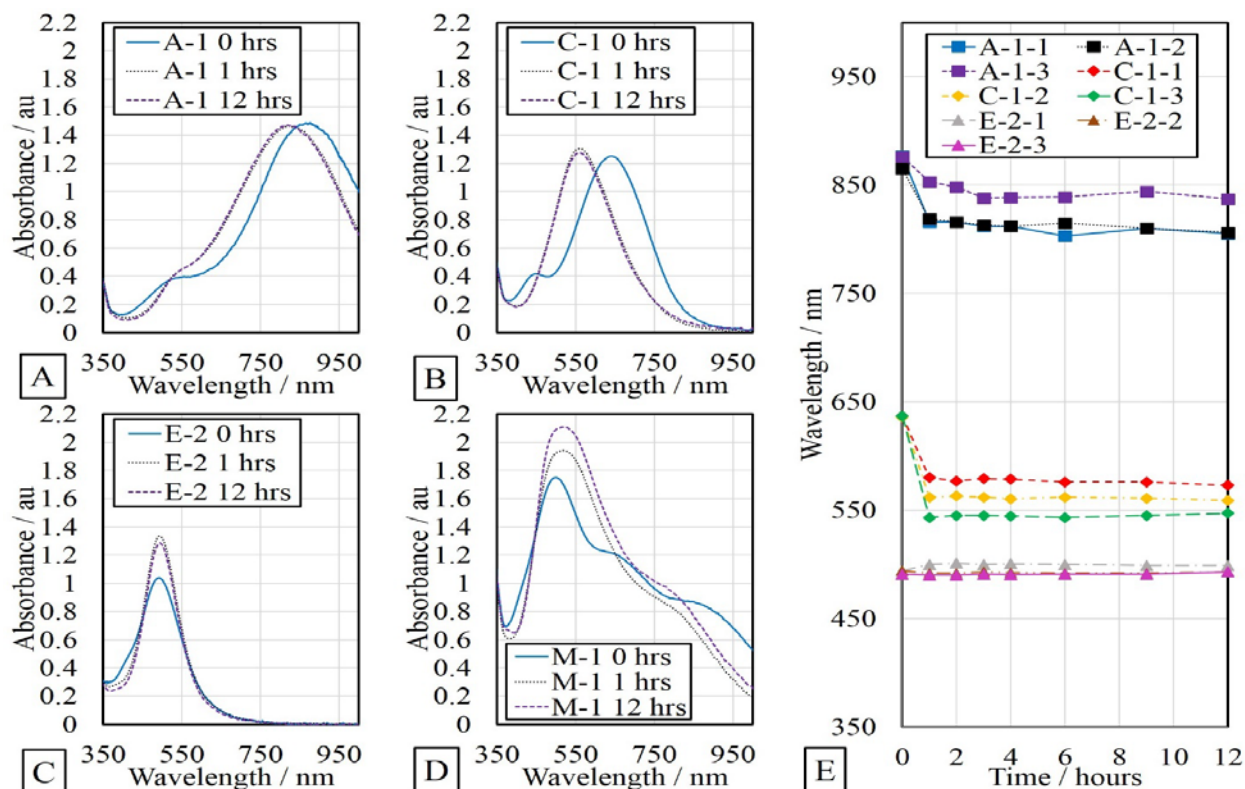 2.2
2
1.8
1.6
1.4
1.2
1
0.8
0.6
0.4
0.2
0
Absorbance / au
A-1 0 hrs
A-1 1 hrs
A-1 12 hrs
350 550 750 950
Wavelength / nm
A
2.2
2
1.8
1.6
1.4
1.2
1
0.8
0.6
0.4
0.2
0
Absorbance / au
C-1 0 hrs
C-1 1 hrs
C-1 12 hrs
350 550 750 950
Wavelength / nm
B
2.2
2
1.8
1.6
1.4
1.2
1
0.8
0.6
0.4
0.2
0
Absorbance / au
E-2 0 hrs
E-2 1 hrs
E-2 12 hrs
350 550 750 950
Wavelength / nm
C
2.2
2
1.8
1.6
1.4
1.2
1
0.8
0.6
0.4
0.2
0
Absorbance / au
M-1 0 hrs
M-1 1 hrs
M-1 12 hrs
350 550 750 950
Wavelength / nm
D
950
850
750
650
550
450
350
Wavelength / nm
A-1-1 A-1-2
A-1-3 C-1-1
C-1-2 C-1-3
E-2-1 E-2-2
E-2-3
0 2 4 6 8 10 12
Time / hours
E